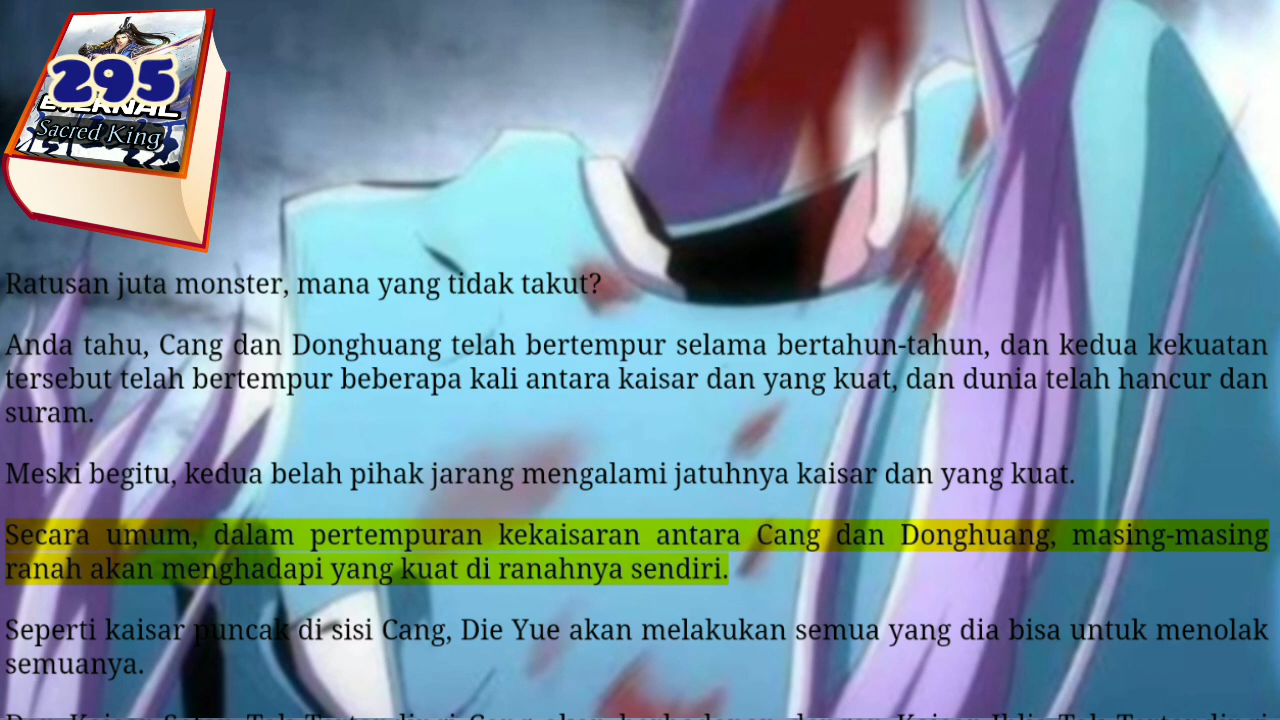 295
ETERNAL
Sacred King
Ratusan juta monster, mana yang tidak takut?
Anda tahu, Cang dan Donghuang telah bertempur selama bertahun-tahun, dan kedua kekuatan
tersebut telah bertempur beberapa kali antara kaisar dan yang kuat, dan dunia telah hancur dan
suram.
Meski begitu, kedua belah pihak jarang mengalami jatuhnya kaisar dan yang kuat.
Secara umum, dalam pertempuran kekaisaran antara Cang dan Donghuang, masing-masing
ranah akan menghadapi yang kuat di ranahnya sendiri.
Seperti kaisar puncak di sisi Cang, Die Yue akan melakukan semua yang dia bisa untuk menolak
semuanya.